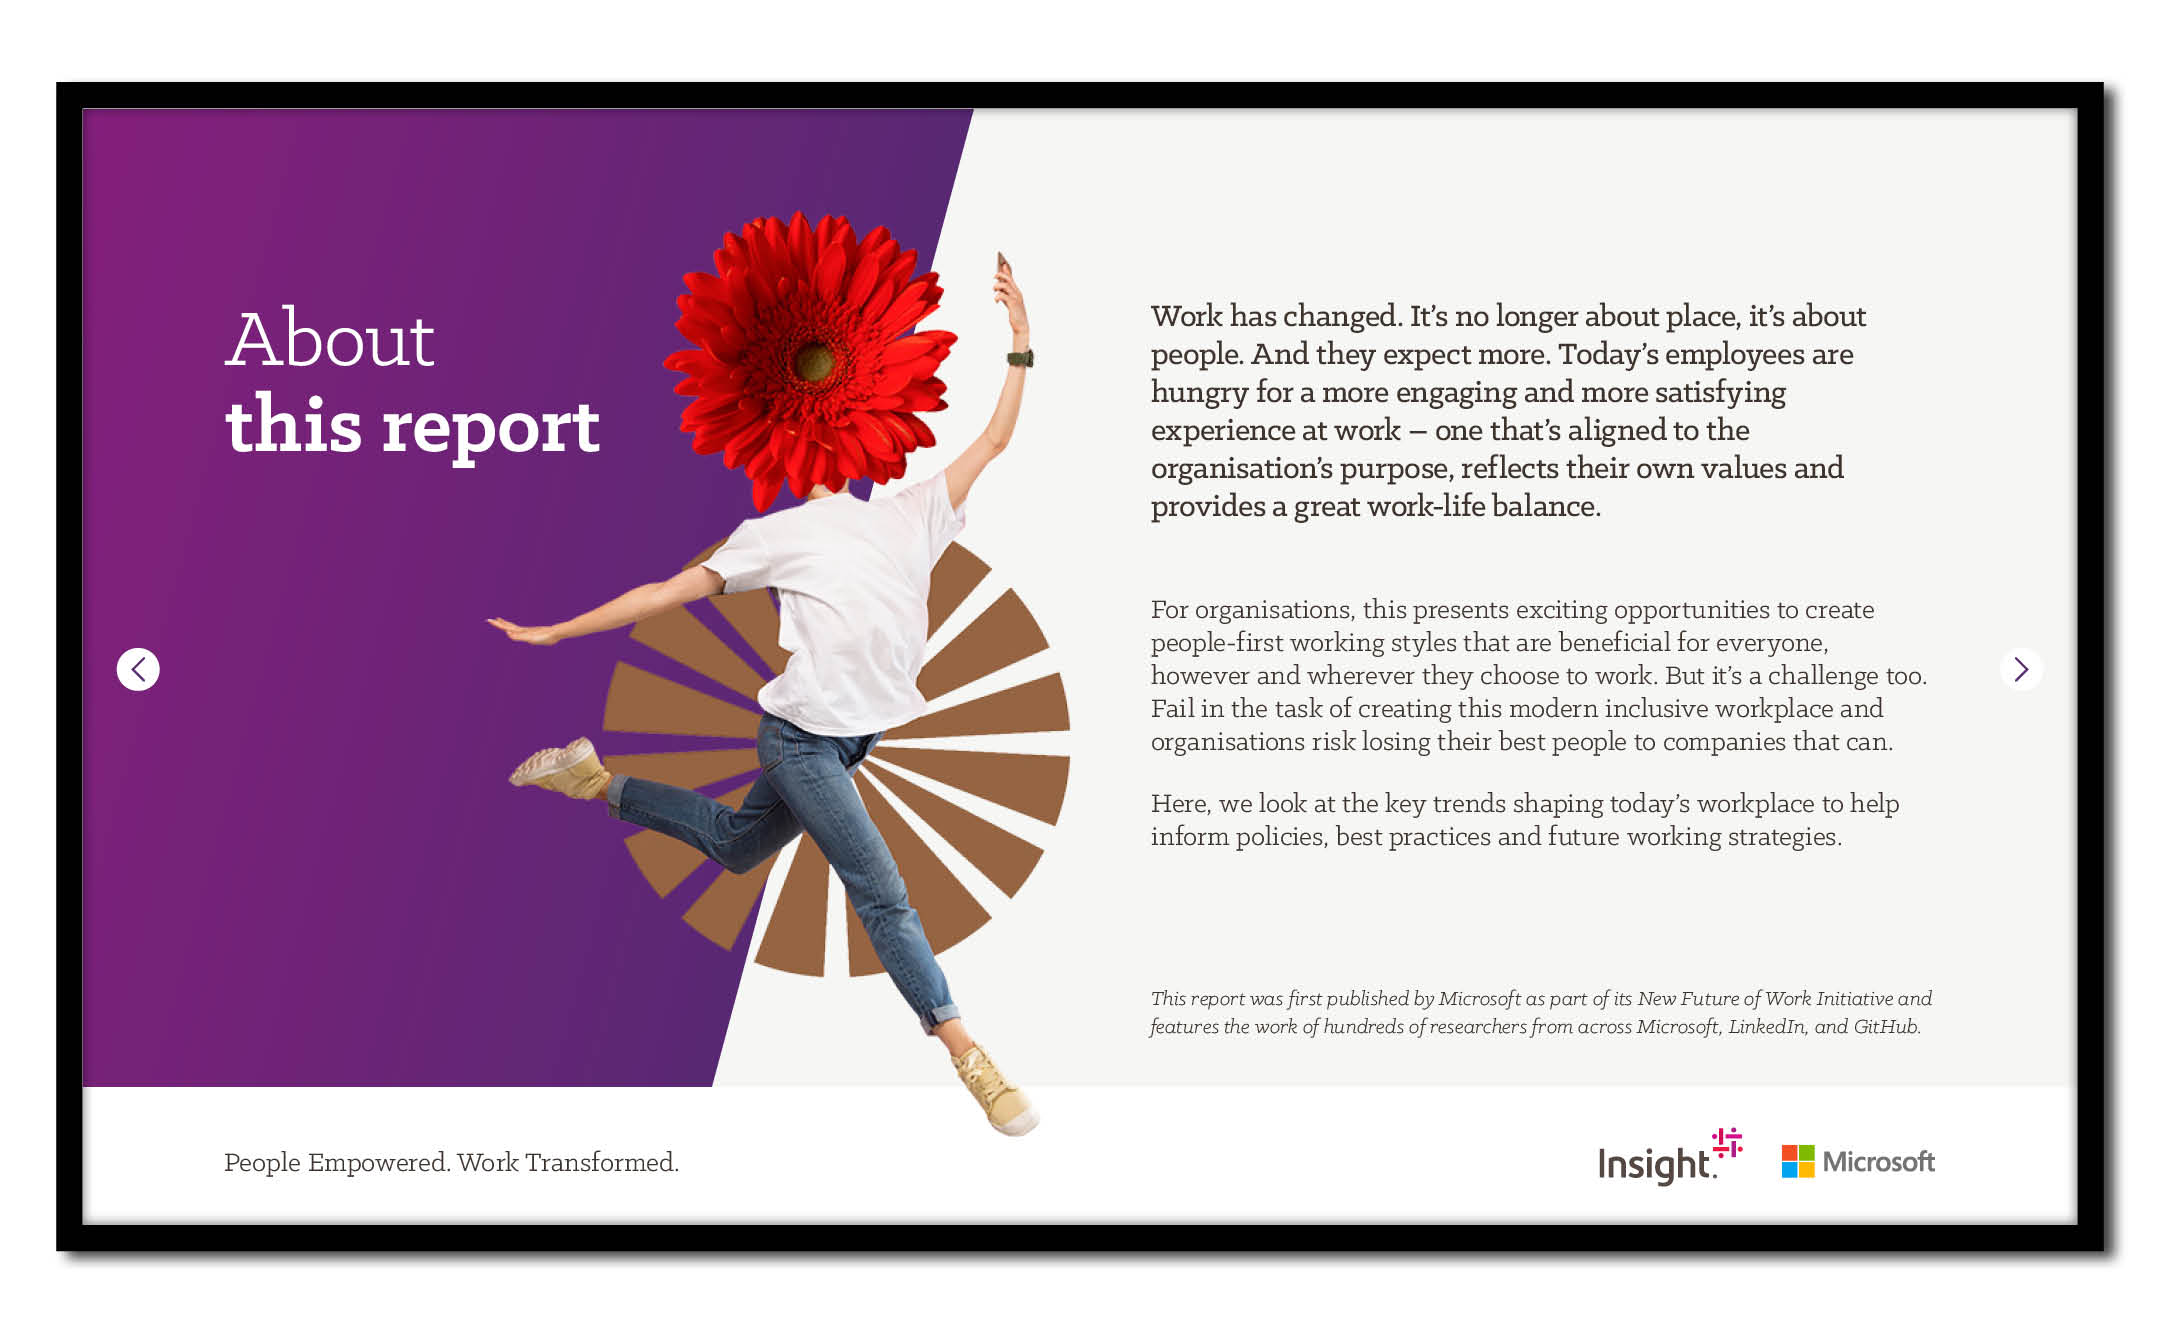 About
this report
Work has changed. It's no longer about place, it's about
people. And they expect more. Today's employees are
hungry for a more engaging and more satisfying
experience at work – one that's aligned to the
organisation's purpose, reflects their own values and
provides a great work-life balance.
For organisations, this presents exciting opportunities to create
people-first working styles that are beneficial for everyone,
however and wherever they choose to work. But it's a challenge too.
Fail in the task of creating this modern inclusive workplace and
organisations risk losing their best people to companies that can.
Here, we look at the key trends shaping today's workplace to help
inform policies, best practices and future working strategies.
This report was first published by Microsoft as part of its New Future of Work Initiative and
features the work of hundreds of researchers from across Microsoft, LinkedIn, and GitHub.
People Empowered. Work Transformed.
Insight.
Microsoft